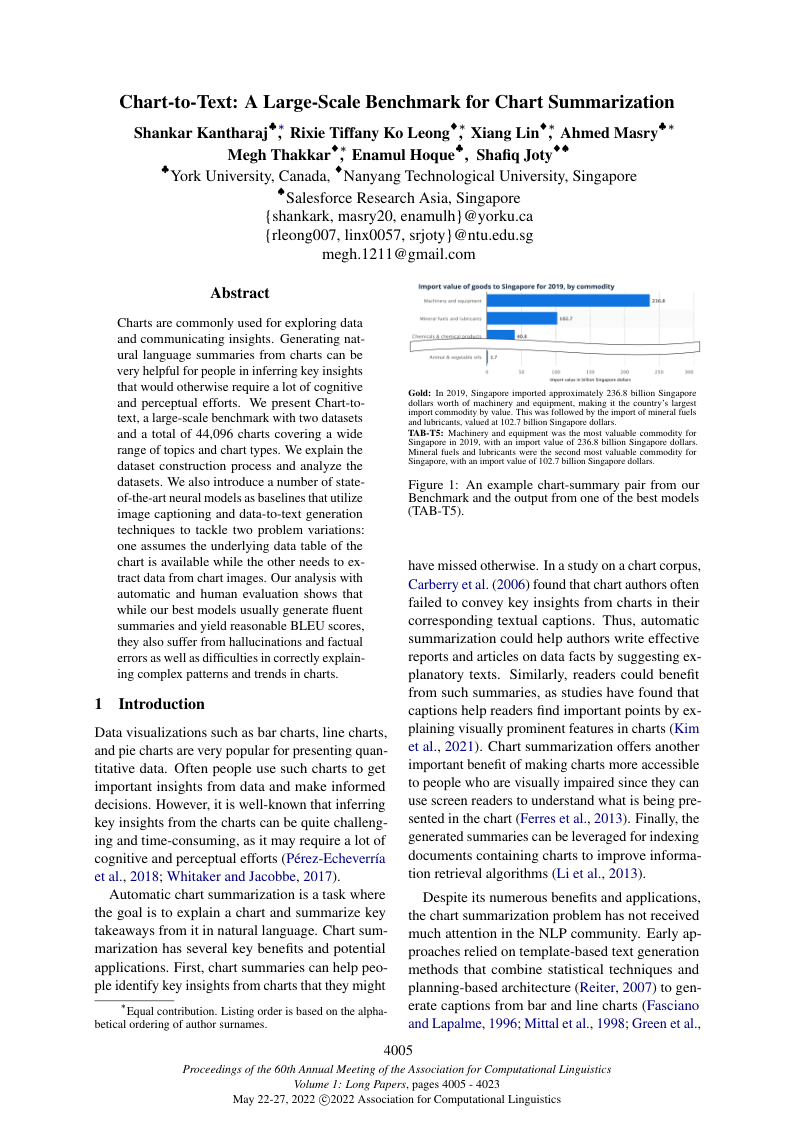 Chart-to-Text: A Large-Scale Benchmark for Chart Summarization
Shankar Kantharaj♣,* Rixie Tiffany Ko Leong♦,* Xiang Lin♦,* Ahmed Masry♣*
Megh Thakkar♦,* Enamul Hoque♣, Shafiq Joty♦♠
♣York University, Canada, ♦Nanyang Technological University, Singapore
♠Salesforce Research Asia, Singapore
{shankark, masry20, enamulh}@yorku.ca
{rleong007, linx0057, srjoty}@ntu.edu.sg
megh.1211@gmail.com
Abstract
Charts are commonly used for exploring data
and communicating insights. Generating nat-
ural language summaries from charts can be
very helpful for people in inferring key insights
that would otherwise require a lot of cognitive
and perceptual efforts. We present Chart-to-
text, a large-scale benchmark with two datasets
and a total of 44,096 charts covering a wide
range of topics and chart types. We explain the
dataset construction process and analyze the
datasets. We also introduce a number of state-
of-the-art neural models as baselines that utilize
image captioning and data-to-text generation
techniques to tackle two problem variations:
one assumes the underlying data table of the
chart is available while the other needs to ex-
tract data from chart images. Our analysis with
automatic and human evaluation shows that
while our best models usually generate fluent
summaries and yield reasonable BLEU scores,
they also suffer from hallucinations and factual
errors as well as difficulties in correctly explain-
ing complex patterns and trends in charts.
1 Introduction
Data visualizations such as bar charts, line charts,
and pie charts are very popular for presenting quan-
titative data. Often people use such charts to get
important insights from data and make informed
decisions. However, it is well-known that inferring
key insights from the charts can be quite challeng-
ing and time-consuming, as it may require a lot of
cognitive and perceptual efforts (Pérez-Echeverría
et al., 2018; Whitaker and Jacobbe, 2017).
Automatic chart summarization is a task where
the goal is to explain a chart and summarize key
takeaways from it in natural language. Chart sum-
marization has several key benefits and potential
applications. First, chart summaries can help peo-
ple identify key insights from charts that they might
*Equal contribution. Listing order is based on the alpha-
betical ordering of author surnames.
Import value of goods to Singapore for 2019, by commodity
Machinery and equipment 236.8
Mineral fuels and lubricants 102.7
Chemicals & chemical products 40.8
Animal & vegetable oils 1.7
0 50 100 150 200 250 300
Import value in billion Singapore dollars
Gold: In 2019, Singapore imported approximately 236.8 billion Singapore
dollars worth of machinery and equipment, making it the country's largest
import commodity by value. This was followed by the import of mineral fuels
and lubricants, valued at 102.7 billion Singapore dollars.
TAB-T5: Machinery and equipment was the most valuable commodity for
Singapore in 2019, with an import value of 236.8 billion Singapore dollars.
Mineral fuels and lubricants were the second most valuable commodity for
Singapore, with an import value of 102.7 billion Singapore dollars.
Figure 1: An example chart-summary pair from our
Benchmark and the output from one of the best models
(TAB-T5).
have missed otherwise. In a study on a chart corpus,
Carberry et al. (2006) found that chart authors often
failed to convey key insights from charts in their
corresponding textual captions. Thus, automatic
summarization could help authors write effective
reports and articles on data facts by suggesting ex-
planatory texts. Similarly, readers could benefit
from such summaries, as studies have found that
captions help readers find important points by ex-
plaining visually prominent features in charts (Kim
et al., 2021). Chart summarization offers another
important benefit of making charts more accessible
to people who are visually impaired since they can
use screen readers to understand what is being pre-
sented in the chart (Ferres et al., 2013). Finally, the
generated summaries can be leveraged for indexing
documents containing charts to improve informa-
tion retrieval algorithms (Li et al., 2013).
Despite its numerous benefits and applications,
the chart summarization problem has not received
much attention in the NLP community. Early ap-
proaches relied on template-based text generation
methods that combine statistical techniques and
planning-based architecture (Reiter, 2007) to gen-
erate captions from bar and line charts (Fasciano
and Lapalme, 1996; Mittal et al., 1998; Green et al.,
4005
Proceedings of the 60th Annual Meeting of the Association for Computational Linguistics
Volume 1: Long Papers, pages 4005 - 4023
May 22-27, 2022 ©2022 Association for Computational Linguistics